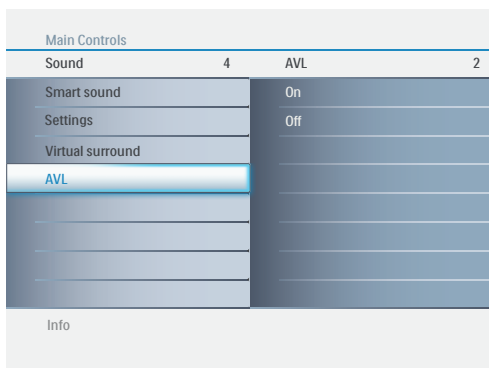 Main Controls
Sound 4 AVL 2
Smart sound On
Settings Off
Virtual surround
AVL
Info